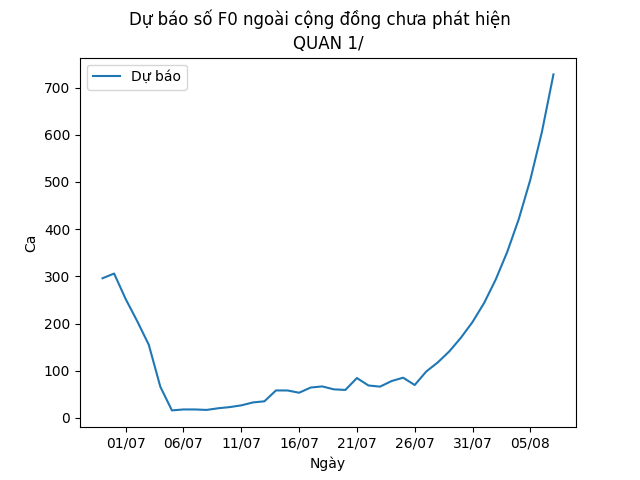 Dự báo số F0 ngoài cộng đồng chưa phát hiện
QUAN 1/
Dự báo
700
600
500
400
300
200
100
0
Ca
01/07 06/07 11/07 16/07 21/07 26/07 31/07 05/08
Ngày